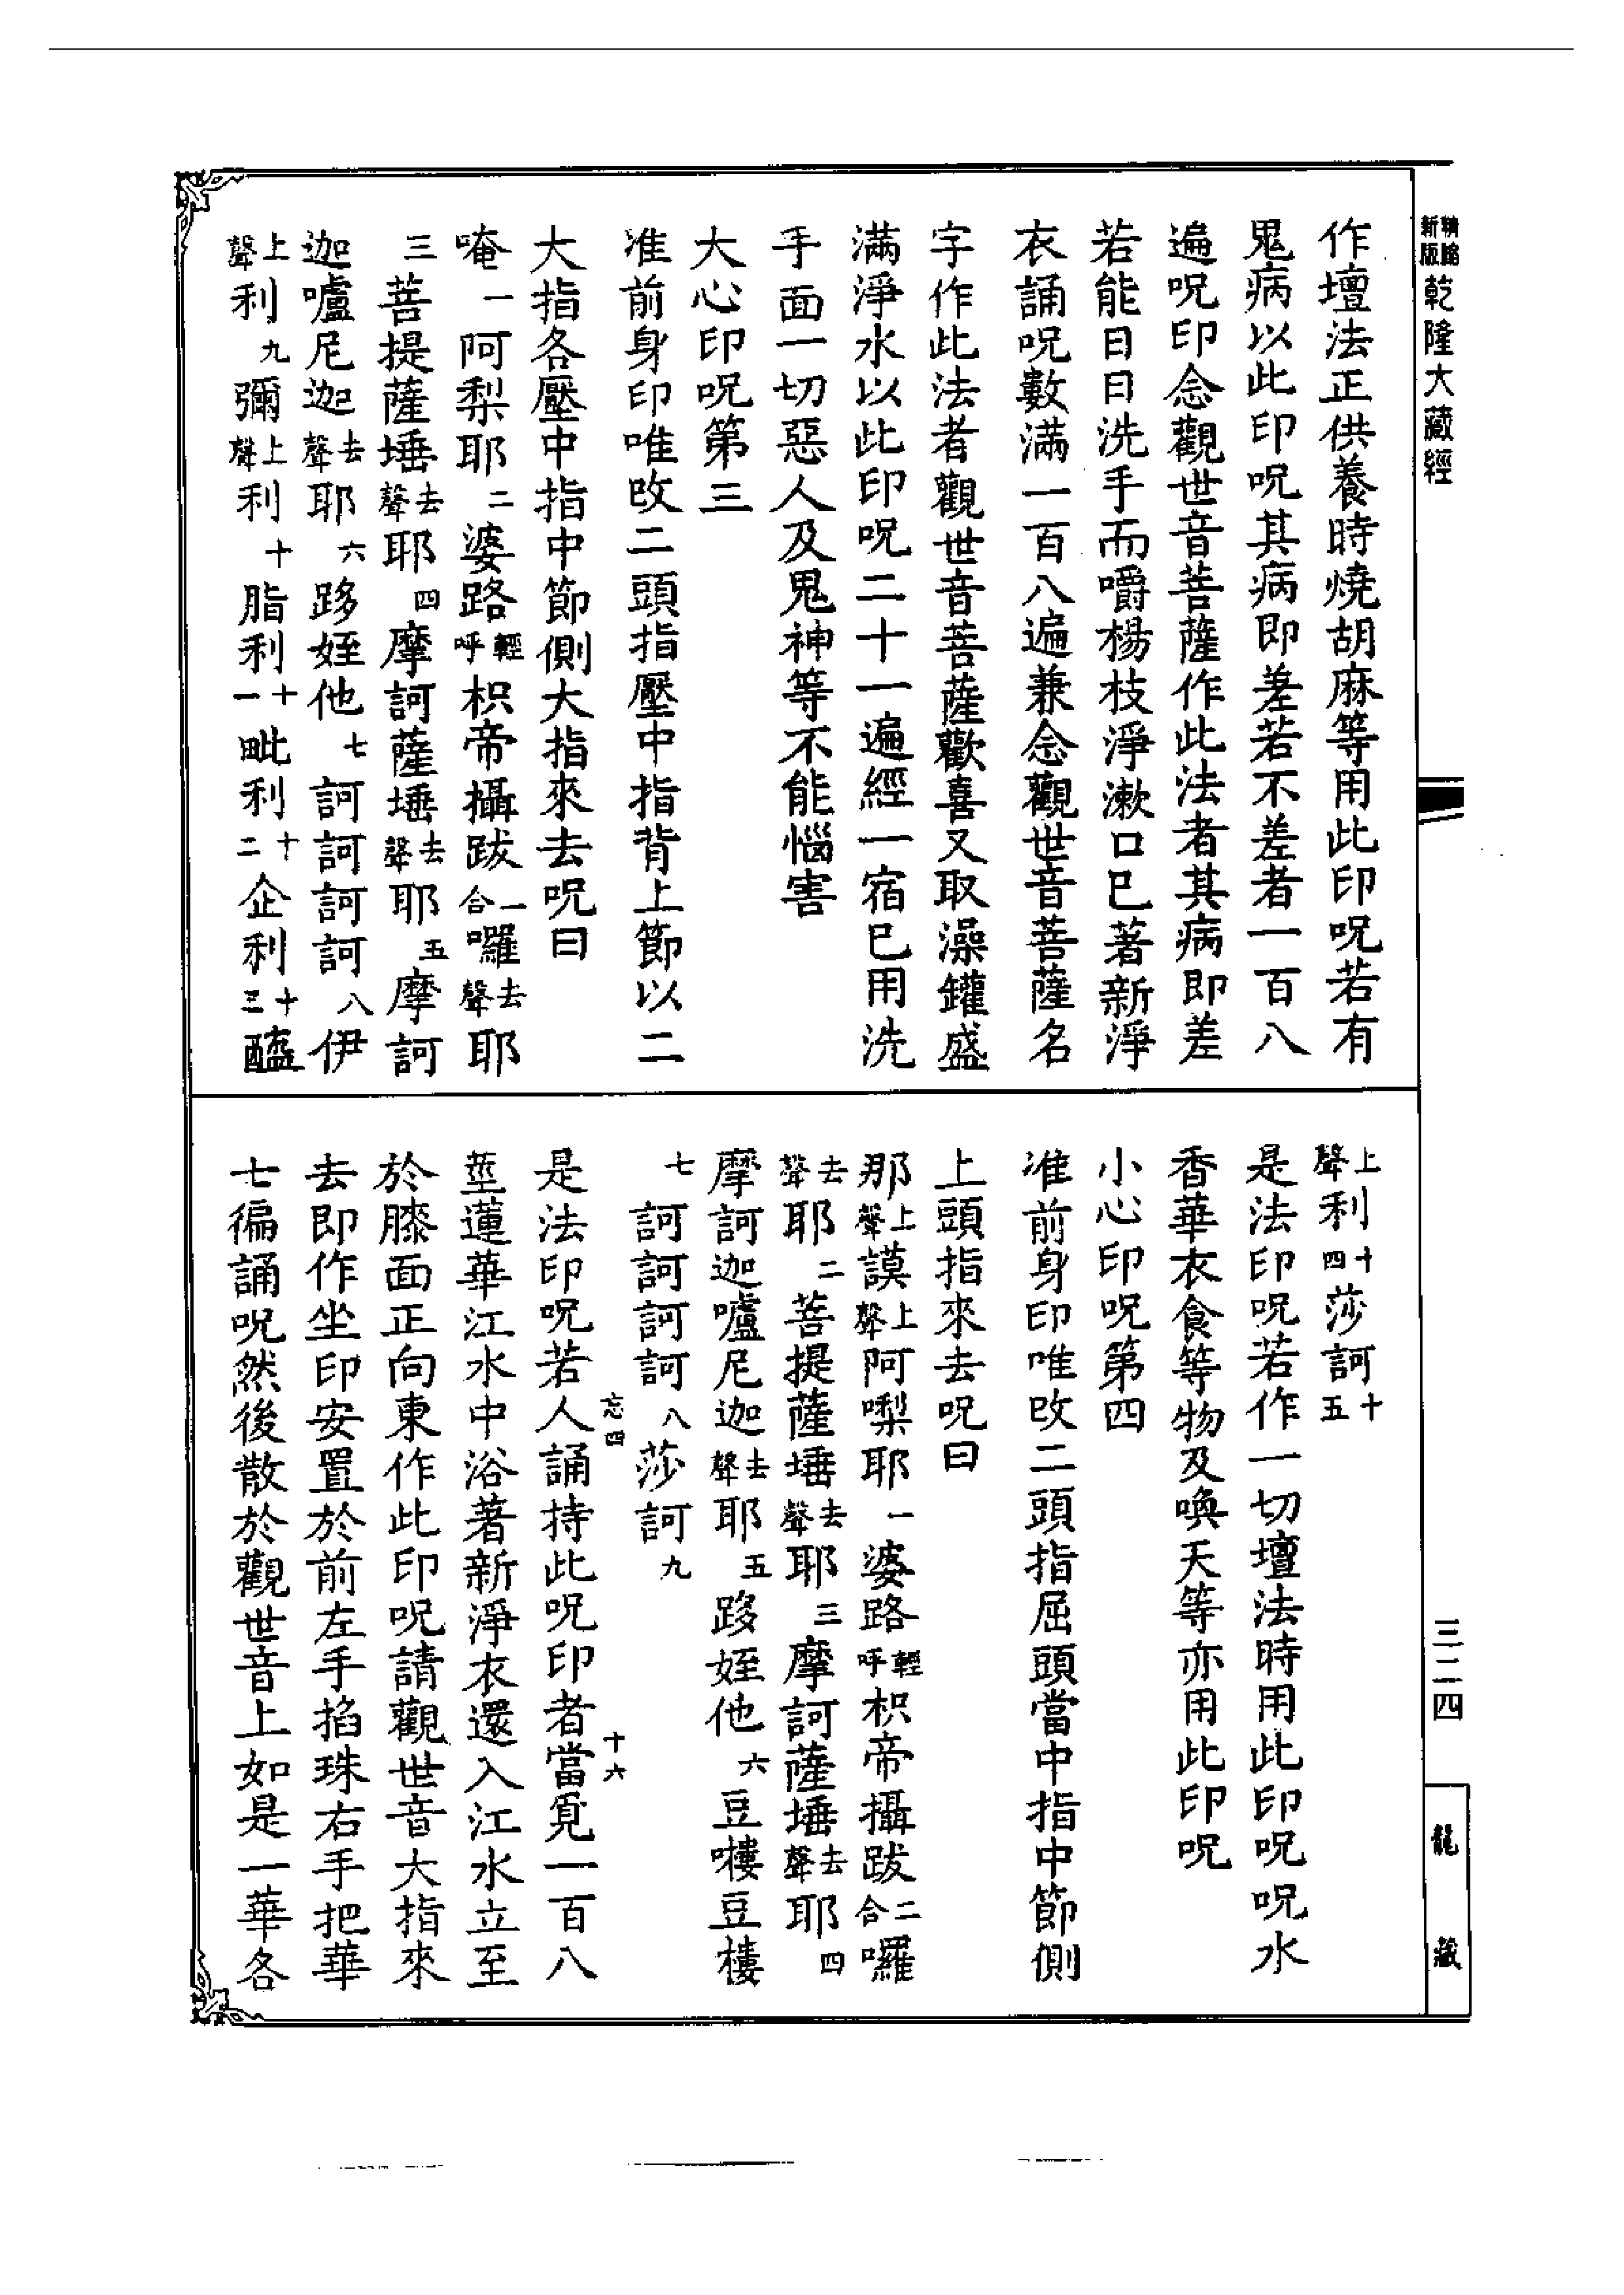 新版 精縮 乾隆大藏經
作壇法正供養時燒胡麻等用此印呪若有
鬼病以此印呪其病即差若不差者一百八
遍呪印念觀世音菩薩作此法者其病即差
若能日日洗手而嚼楊枝淨漱口已著新淨
衣誦呪數滿一百八遍兼念觀世音菩薩名
字作此法者觀世音菩薩歡喜又取澡鑵盛
滿淨水以此印呪二十一遍經一宿已用洗
手面一切惡人及鬼神等不能惱害
大心印呪第三
准前身印唯改二頭指壓中指背上節以二
大指各壓中指中節側大指來去呪曰
唵一阿梨耶二婆路輕呼枳帝攝跋二合囉去聲耶
三菩提薩埵去聲耶四摩訶薩埵去聲耶五摩訶
迦嚧尼迦去聲耶六跢姪他七訶訶訶訶八伊
上聲利九彌上聲利十脂利十一毗利十二企利十三醯
上聲利十四莎訶十五
是法印呪若作一切壇法時用此印呪呪水
香華衣食等物及喚天等亦用此印呪
小心印呪第四
准前身印唯改二頭指屈頭當中指中節側
上頭指來去呪曰
那上聲謨上聲阿㗚耶一婆路輕呼枳帝攝跋二合囉
去聲耶二菩提薩埵去聲耶三摩訶薩埵去聲耶四
摩訶迦嚧尼迦去聲耶五跢姪他六豆嘍豆樓
七訶訶訶訶八莎訶九
忘四 十六
是法印呪若人誦持此呪印者當覓一百八
莖蓮華江水中浴著新淨衣還入江水立至
於膝面正向東作此印呪請觀世音大指來
去即作坐印安置於前左手掐珠右手把華
七徧誦呪然後散於觀世音上如是一華各
三二四
龍藏